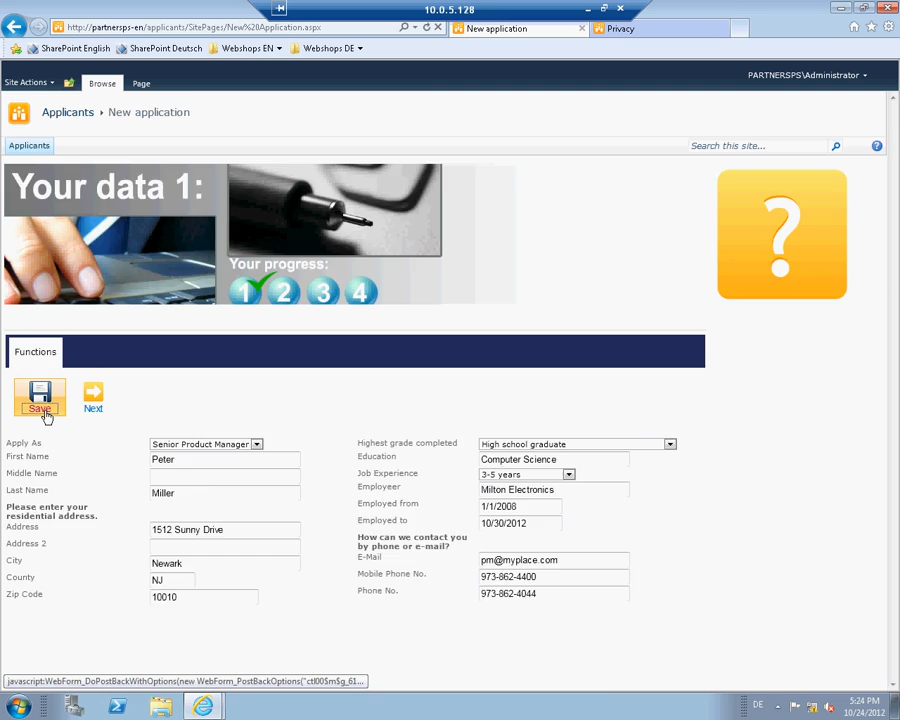 10.0.5.128
http://partnersps-en/applicants/SitePages/New%20Application.aspx
New application
Privacy
SharePoint English
SharePoint Deutsch
Webshops EN
Webshops DE
Site Actions
Browse
Page
PARTNERSPS\Administrator
Applicants
New application
Applicants
Search this site...
?
Your data 1:
Your progress:
1 2 3 4
?
Functions
Save
Next
Apply As
Senior Product Manager
First Name
Peter
Middle Name
Last Name
Miller
Please enter your
residential address.
Address
1512 Sunny Drive
Address 2
City
Newark
County
NJ
Zip Code
10010
Highest grade completed
High school graduate
Education
Computer Science
Job Experience
3-5 years
Employeer
Milton Electronics
Employed from
1/1/2008
Employed to
10/30/2012
How can we contact you
by phone or e-mail?
E-Mail
pm@myplace.com
Mobile Phone No.
973-862-4400
Phone No.
973-862-4044
javascript:WebForm_DoPostBackWithOptions(new WebForm_PostBackOptions("ctl00$m$g_61...
DE
5:24 PM
10/24/2012